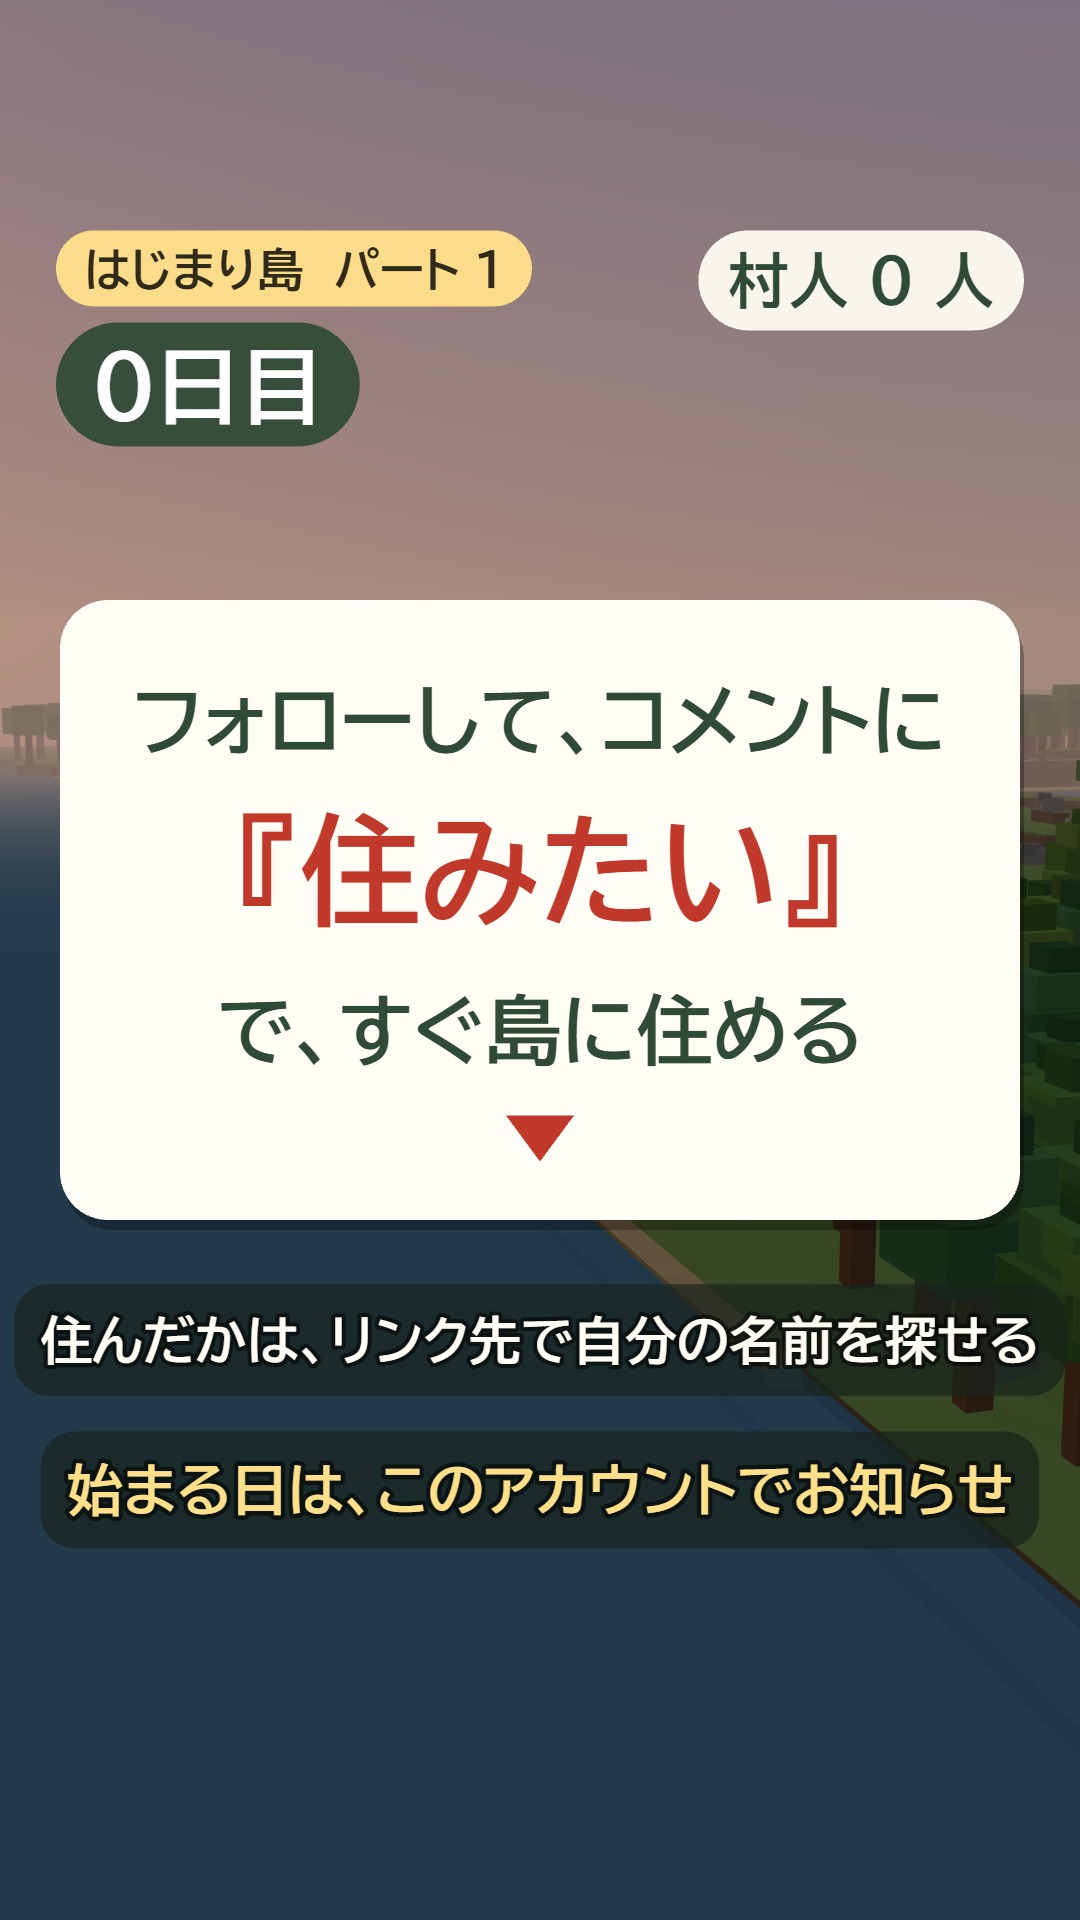 はじまり島 パート 1
村人 0 人
0日目
フォローして、コメントに
『住みたい』
で、すぐ島に住める
住んだかは、リンク先で自分の名前を探せる
始まる日は、このアカウントでお知らせ